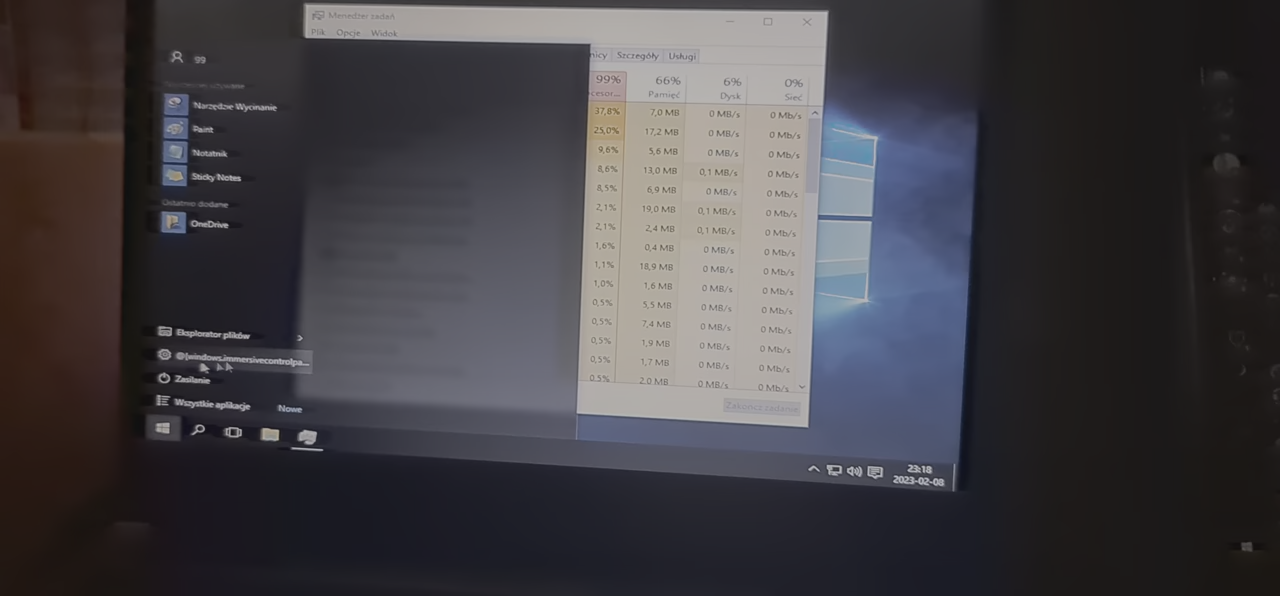 Menedżer zadań
Plik Opcje Widok
99
nicy Szczegóły Usługi
99% 66% 6% 0%
cesor... Pamięć Dysk Sieć
37,8% 7,0 MB 0 MB/s 0 Mb/s
25,0% 17,2 MB 0 MB/s 0 Mb/s
9,6% 5,6 MB 0 MB/s 0 Mb/s
8,6% 13,0 MB 0,1 MB/s 0 Mb/s
8,5% 6,9 MB 0 MB/s 0 Mb/s
2,1% 19,0 MB 0,1 MB/s 0 Mb/s
2,1% 2,4 MB 0,1 MB/s 0 Mb/s
1,6% 0,4 MB 0 MB/s 0 Mb/s
1,1% 18,9 MB 0 MB/s 0 Mb/s
1,0% 1,6 MB 0 MB/s 0 Mb/s
0,5% 5,5 MB 0 MB/s 0 Mb/s
0,5% 7,4 MB 0 MB/s 0 Mb/s
0,5% 1,9 MB 0 MB/s 0 Mb/s
0,5% 1,7 MB 0 MB/s 0 Mb/s
0,5% 2,0 MB 0 MB/s 0 Mb/s
Zakończ zadanie
Narzędzie Wycinanie
Paint
Notatnik
Sticky Notes
Ostatnio dodane
OneDrive
Eksplorator plików
@{windows.immersivecontrolpa...
Zasilanie
Wszystkie aplikacje Nowe
23:18
2023-02-08